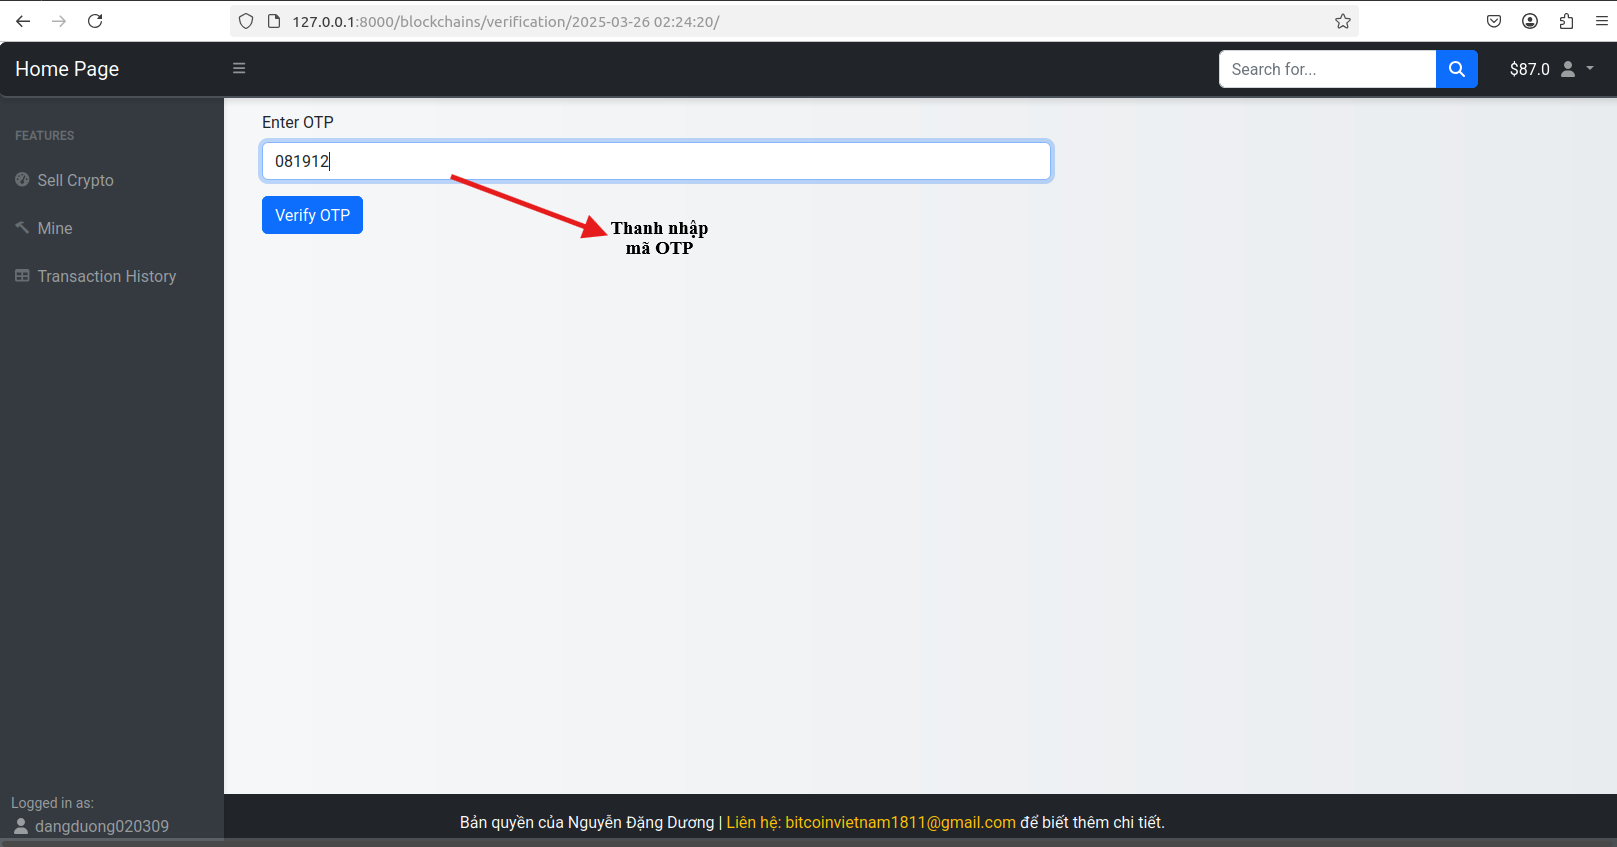 127.0.0.1:8000/blockchains/verification/2025-03-26 02:24:20/
Home Page
Search for...
$87.0
FEATURES
Sell Crypto
Mine
Transaction History
Enter OTP
081912
Verify OTP
Thanh nhập
mã OTP
Logged in as:
dangduong020309
Bản quyền của Nguyễn Đặng Dương | Liên hệ: bitcoinvietnam1811@gmail.com để biết thêm chi tiết.